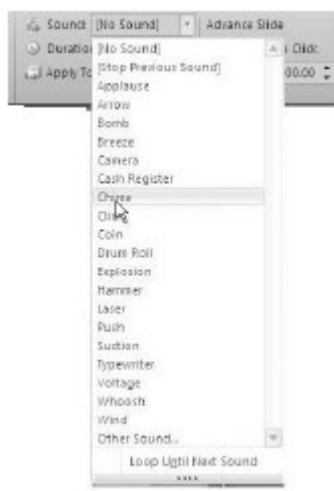 Sound: [No Sound] Advance Slide
Duration
[No Sound]
Apply To
[Stop Previous Sound]
00.00
Applause
Arrow
Bomb
Breeze
Camera
Cash Register
Chime
Click
Coin
Drum Roll
Explosion
Hammer
Laser
Push
Suction
Typewriter
Voltage
Whoosh
Wind
Other Sound...
Loop Until Next Sound